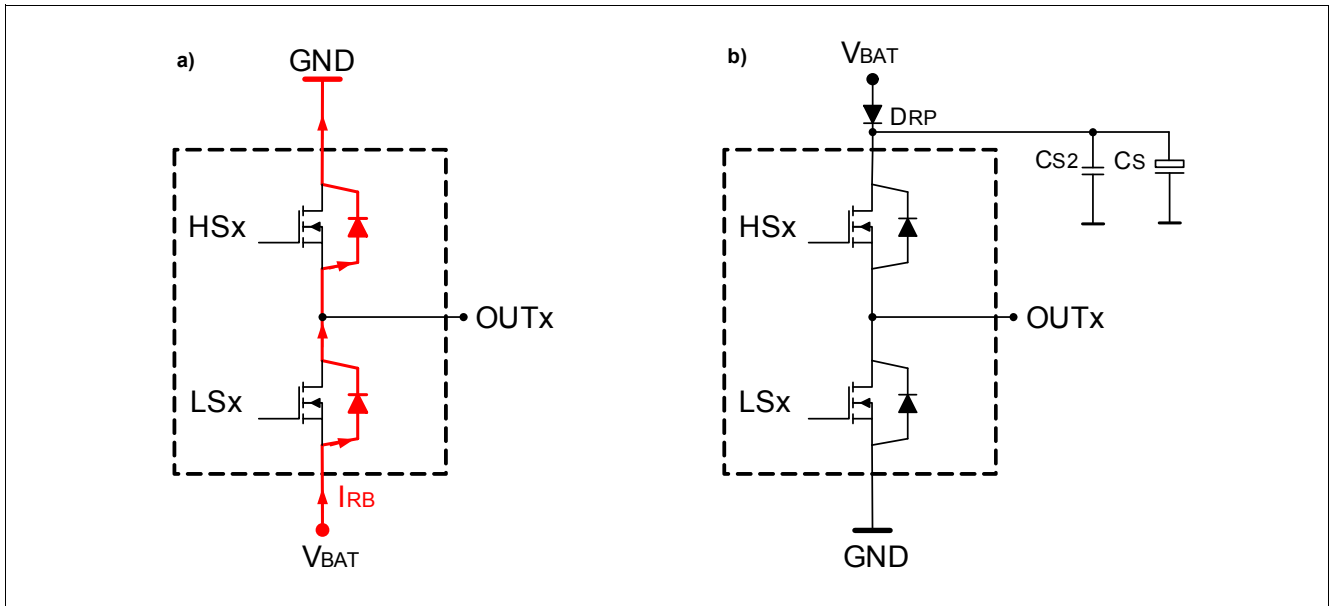 a)
GND
HSx
OUTx
LSx
IRB
VBAT
b)
VBAT
DRP
CS2
CS
HSx
OUTx
LSx
GND